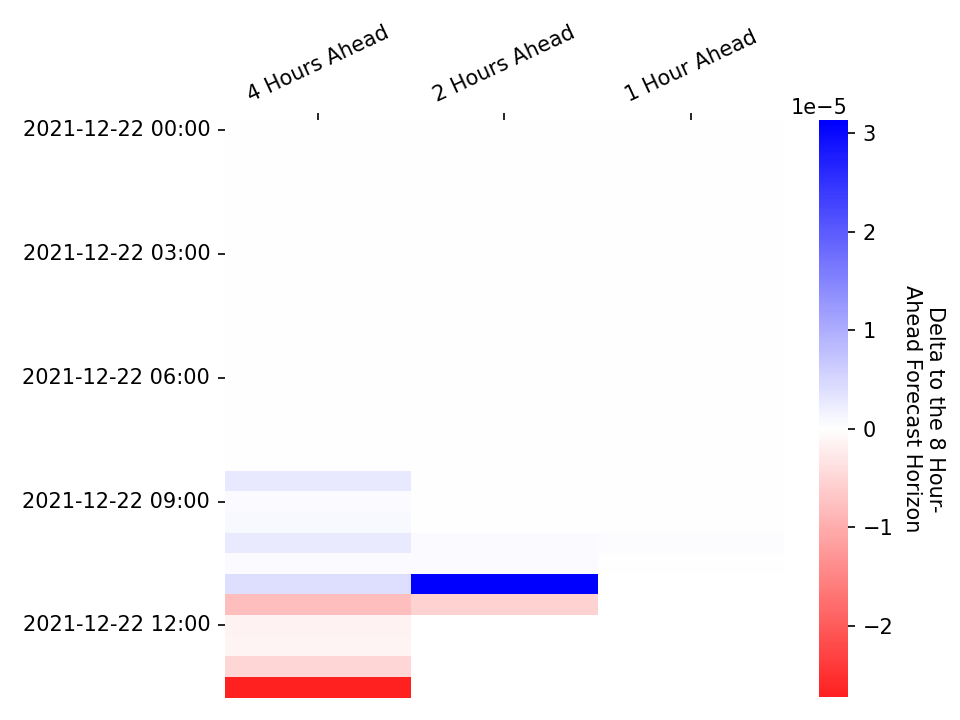 4 Hours Ahead
2 Hours Ahead
1 Hour Ahead
1e−5
2021-12-22 00:00
2021-12-22 03:00
2021-12-22 06:00
2021-12-22 09:00
2021-12-22 12:00
3
2
1
0
−1
−2
Delta to the 8 Hour-
Ahead Forecast Horizon